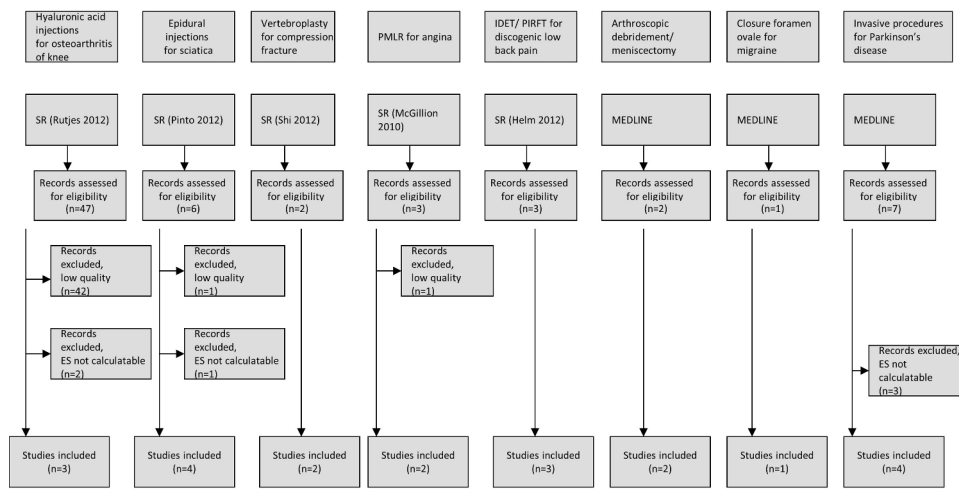 Hyaluronic acid
injections
for osteoarthritis
of knee
Epidural
injections
for sciatica
Vertebroplasty
for compression
fracture
PMLR for angina
IDET/ PIRFT for
discogenic low
back pain
Arthroscopic
debridement/
meniscectomy
Closure foramen
ovale for
migraine
Invasive procedures
for Parkinson's
disease
SR (Rutjes 2012)
SR (Pinto 2012)
SR (Shi 2012)
SR (McGillion
2010)
SR (Helm 2012)
MEDLINE
MEDLINE
MEDLINE
Records assessed
for eligibility
(n=47)
Records assessed
for eligibility
(n=6)
Records assessed
for eligibility
(n=2)
Records assessed
for eligibility
(n=3)
Records assessed
for eligibility
(n=3)
Records assessed
for eligibility
(n=2)
Records assessed
for eligibility
(n=1)
Records assessed
for eligibility
(n=7)
Records
excluded,
low quality
(n=42)
Records
excluded,
low quality
(n=1)
Records
excluded,
low quality
(n=1)
Records
excluded,
ES not calculatable
(n=2)
Records
excluded,
ES not calculatable
(n=1)
Records excluded,
ES not
calculatable
(n=3)
Studies included
(n=3)
Studies included
(n=4)
Studies included
(n=2)
Studies included
(n=2)
Studies included
(n=3)
Studies included
(n=2)
Studies included
(n=1)
Studies included
(n=4)